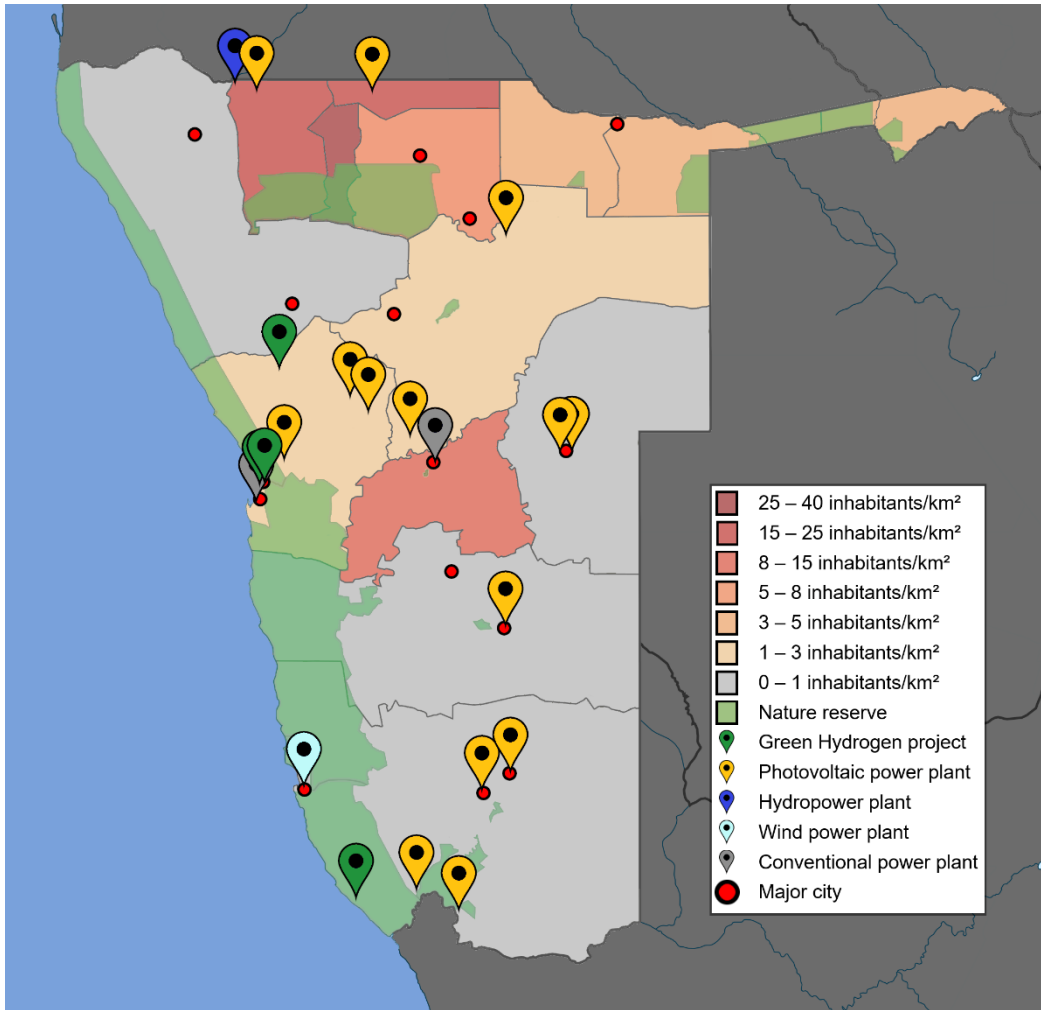 25 – 40 inhabitants/km²
15 – 25 inhabitants/km²
8 – 15 inhabitants/km²
5 – 8 inhabitants/km²
3 – 5 inhabitants/km²
1 – 3 inhabitants/km²
0 – 1 inhabitants/km²
Nature reserve
Green Hydrogen project
Photovoltaic power plant
Hydropower plant
Wind power plant
Conventional power plant
Major city